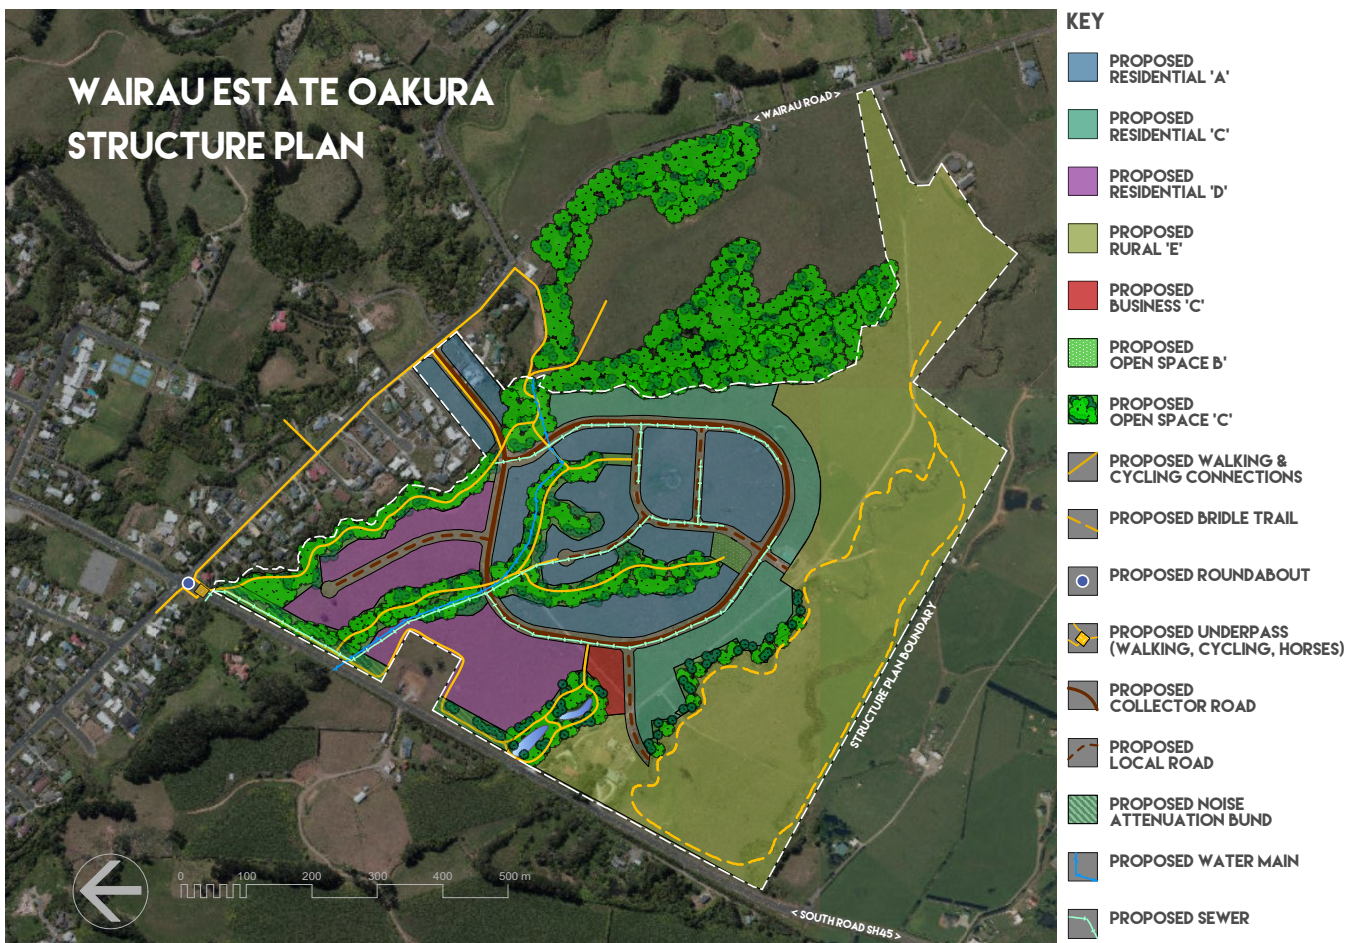 WAIRAU ESTATE OAKURA
STRUCTURE PLAN
< WAIRAU ROAD >
STRUCTURE PLAN BOUNDARY
< SOUTH ROAD SH45 >
0 100 200 300 400 500 m
KEY
PROPOSED
RESIDENTIAL 'A'
PROPOSED
RESIDENTIAL 'C'
PROPOSED
RESIDENTIAL 'D'
PROPOSED
RURAL 'E'
PROPOSED
BUSINESS 'C'
PROPOSED
OPEN SPACE B'
PROPOSED
OPEN SPACE 'C'
PROPOSED WALKING &
CYCLING CONNECTIONS
PROPOSED BRIDLE TRAIL
PROPOSED ROUNDABOUT
PROPOSED UNDERPASS
(WALKING, CYCLING, HORSES)
PROPOSED
COLLECTOR ROAD
PROPOSED
LOCAL ROAD
PROPOSED NOISE
ATTENUATION BUND
PROPOSED WATER MAIN
PROPOSED SEWER